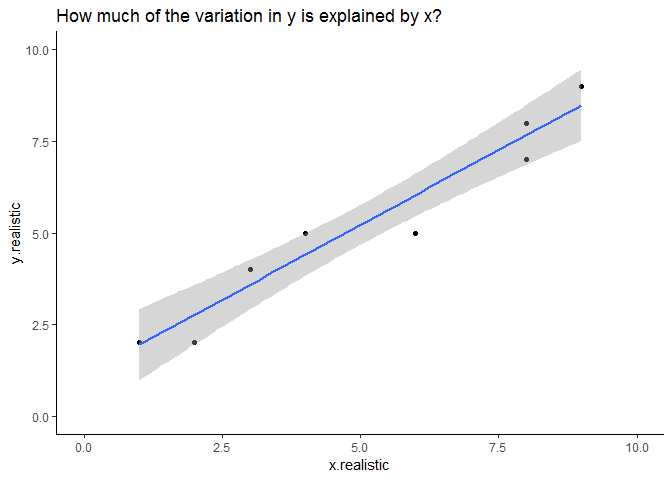 How much of the variation in y is explained by x?
10.0
7.5
5.0
2.5
0.0
y.realistic
0.0 2.5 5.0 7.5 10.0
x.realistic